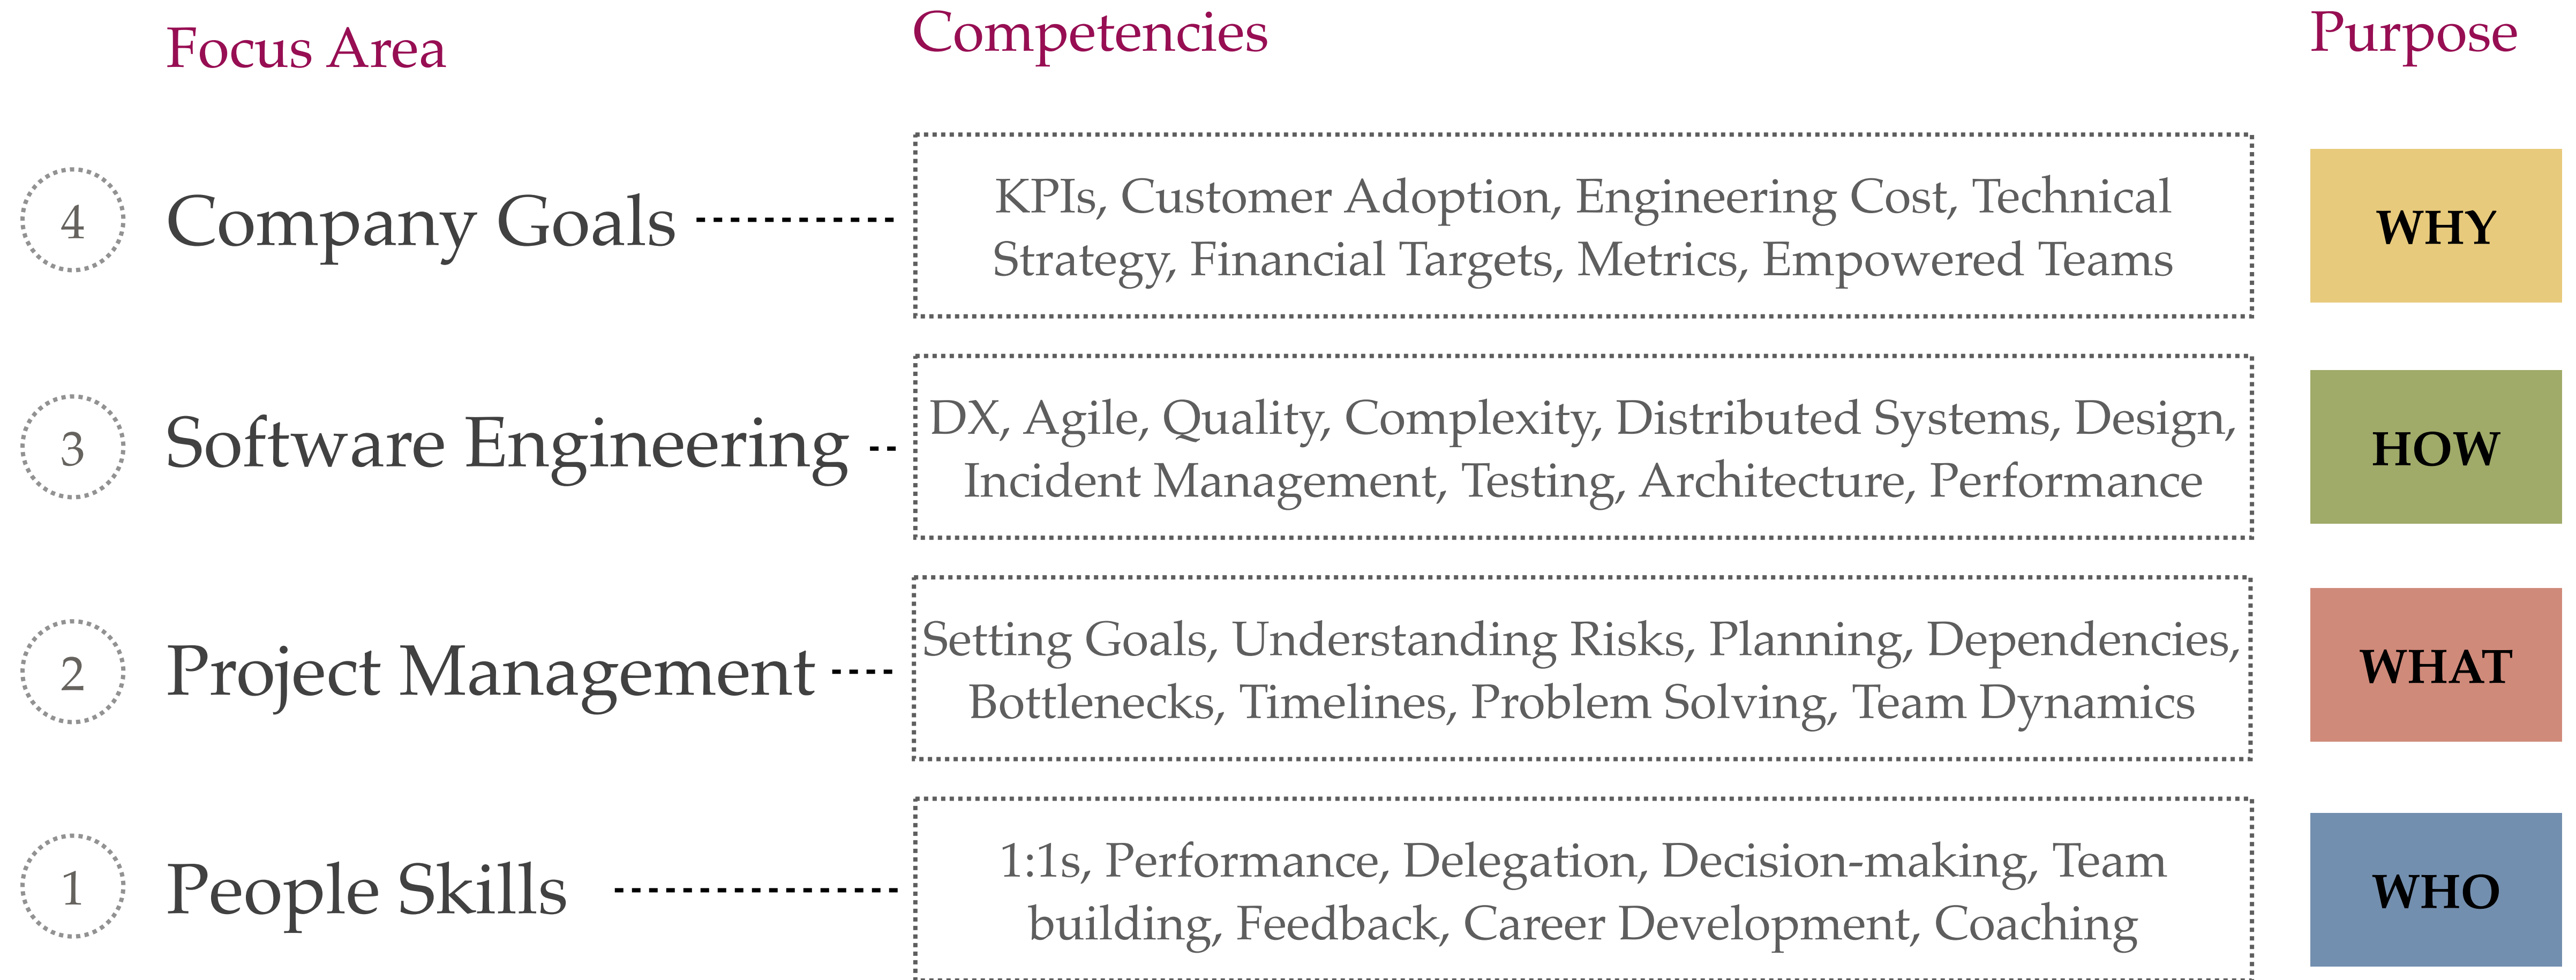 Focus Area
Competencies
Purpose
4
Company Goals
KPIs, Customer Adoption, Engineering Cost, Technical
Strategy, Financial Targets, Metrics, Empowered Teams
WHY
3
Software Engineering
DX, Agile, Quality, Complexity, Distributed Systems, Design,
Incident Management, Testing, Architecture, Performance
HOW
2
Project Management
Setting Goals, Understanding Risks, Planning, Dependencies,
Bottlenecks, Timelines, Problem Solving, Team Dynamics
WHAT
1
People Skills
1:1s, Performance, Delegation, Decision-making, Team
building, Feedback, Career Development, Coaching
WHO